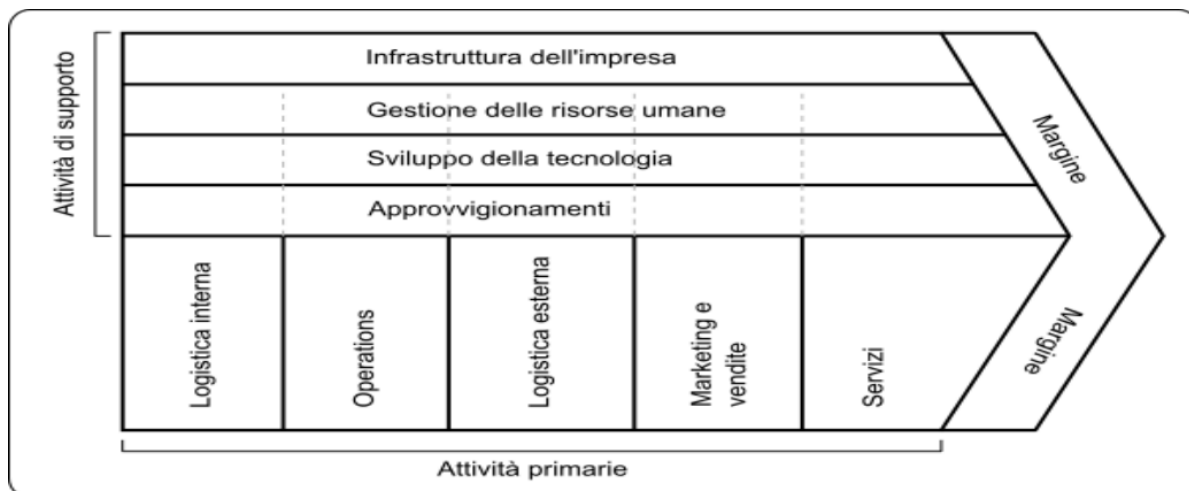 Attività di supporto
Infrastruttura dell'impresa
Gestione delle risorse umane
Sviluppo della tecnologia
Approvvigionamenti
Margine
Logistica interna
Operations
Logistica esterna
Marketing e
vendite
Servizi
Margine
Attività primarie